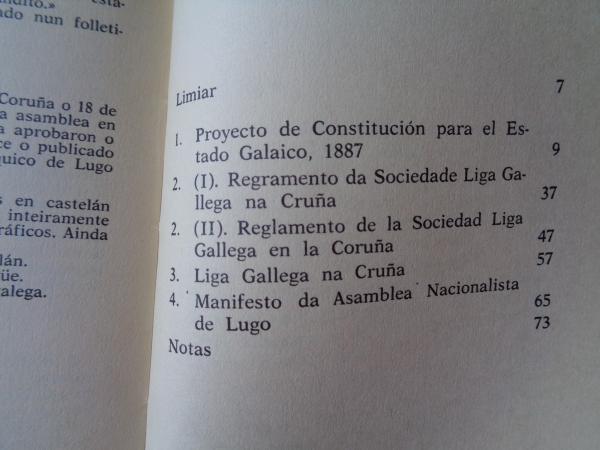 esta-
ado nun folleti-
Coruña o 18 de
a asamblea en
a aprobaron o
ce o publicado
quico de Lugo
s en castelán
inteiramente
ráficos. Ainda
lán.
üe.
alega.
Limiar 7
1. Proyecto de Constitución para el Es-
tado Galaico, 1887 9
2. (I). Regramento da Sociedade Liga Ga-
llega na Cruña 37
2. (II). Reglamento de la Sociedad Liga
Gallega en la Coruña 47
3. Liga Gallega na Cruña 57
4. Manifesto da Asamblea Nacionalista
de Lugo 65
Notas 73